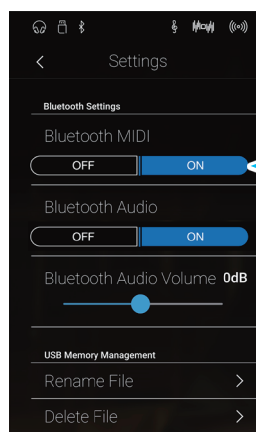 Settings
Bluetooth Settings
Bluetooth MIDI
OFF ON
Bluetooth Audio
OFF ON
Bluetooth Audio Volume 0dB
USB Memory Management
Rename File
Delete File